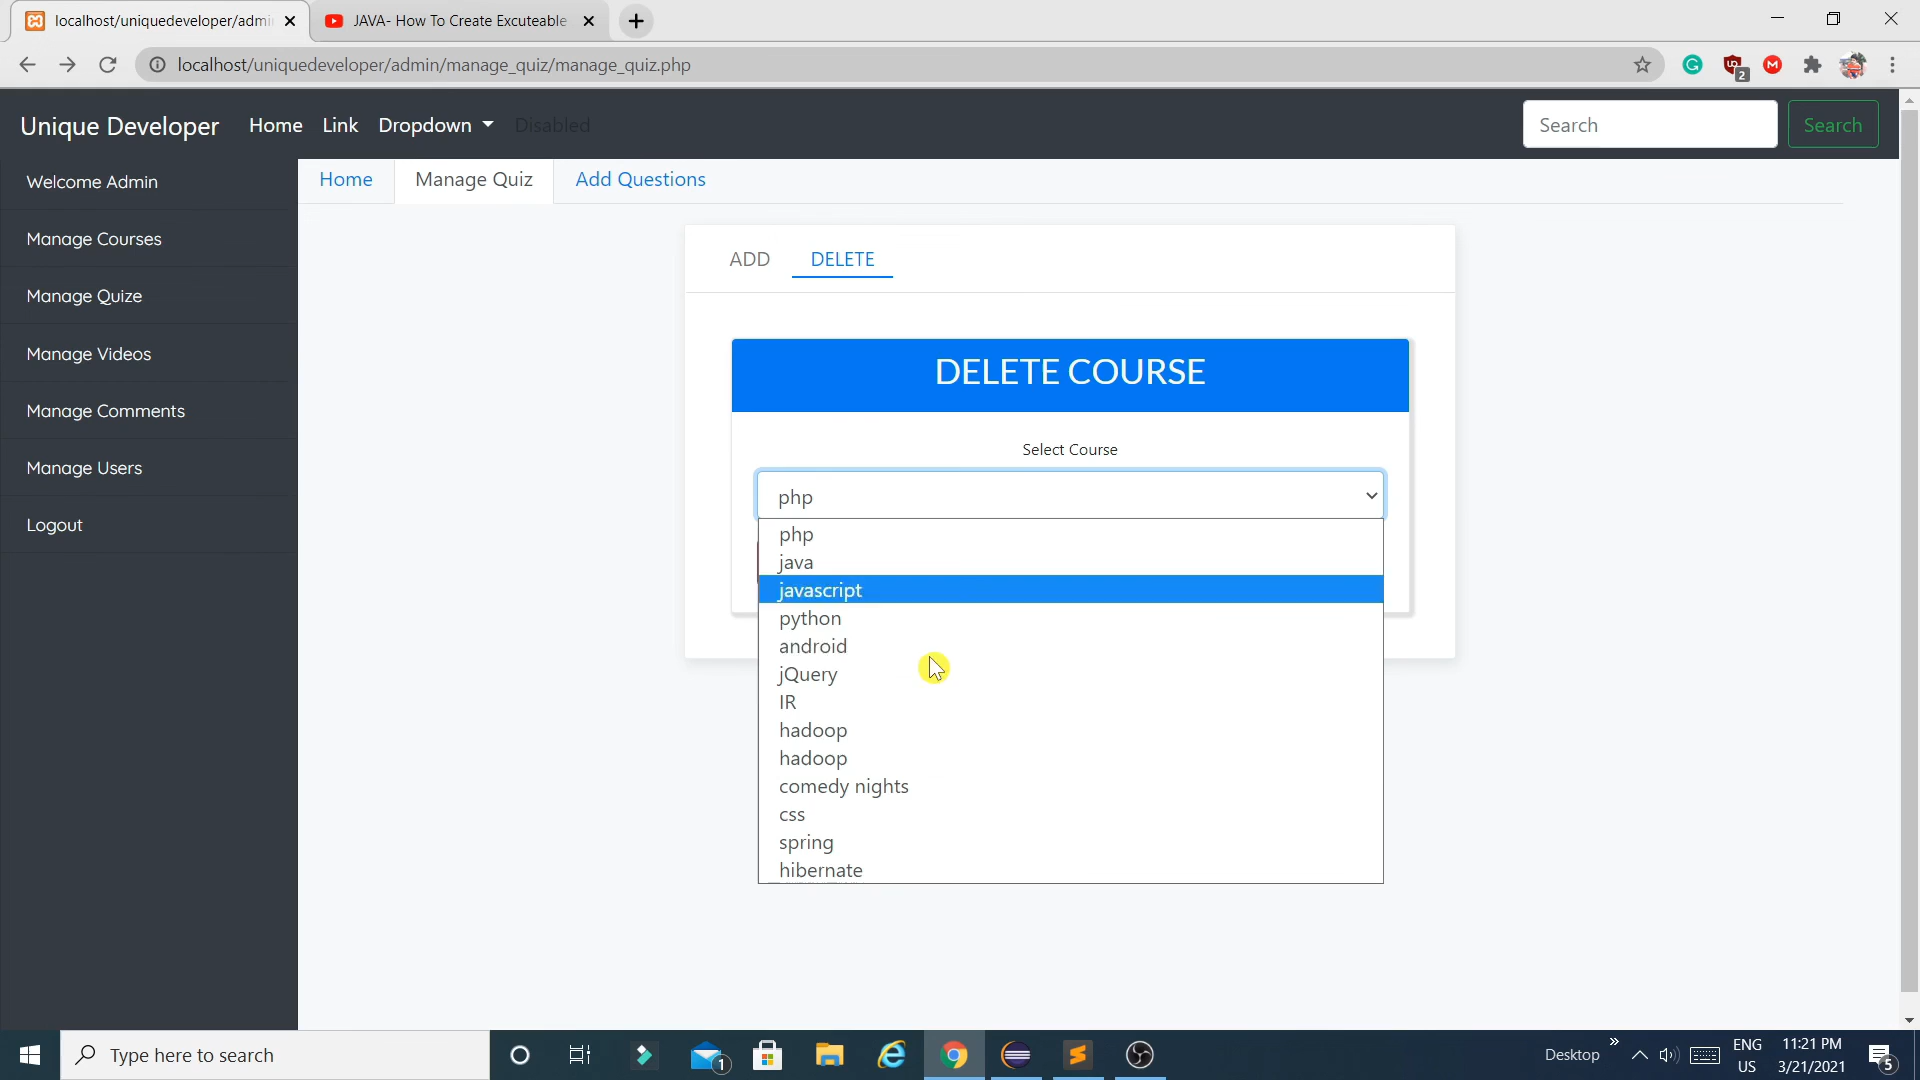 localhost/uniquedeveloper/admi
JAVA- How To Create Excuteable
localhost/uniquedeveloper/admin/manage_quiz/manage_quiz.php
2
Unique Developer
Home
Link
Dropdown
Disabled
Search
Search
Welcome Admin
Manage Courses
Manage Quize
Manage Videos
Manage Comments
Manage Users
Logout
Home
Manage Quiz
Add Questions
ADD
DELETE
DELETE COURSE
Select Course
php
php
java
javascript
python
android
jQuery
IR
hadoop
hadoop
comedy nights
css
spring
hibernate
Type here to search
1
Desktop
ENG
US
11:21 PM
3/21/2021
5